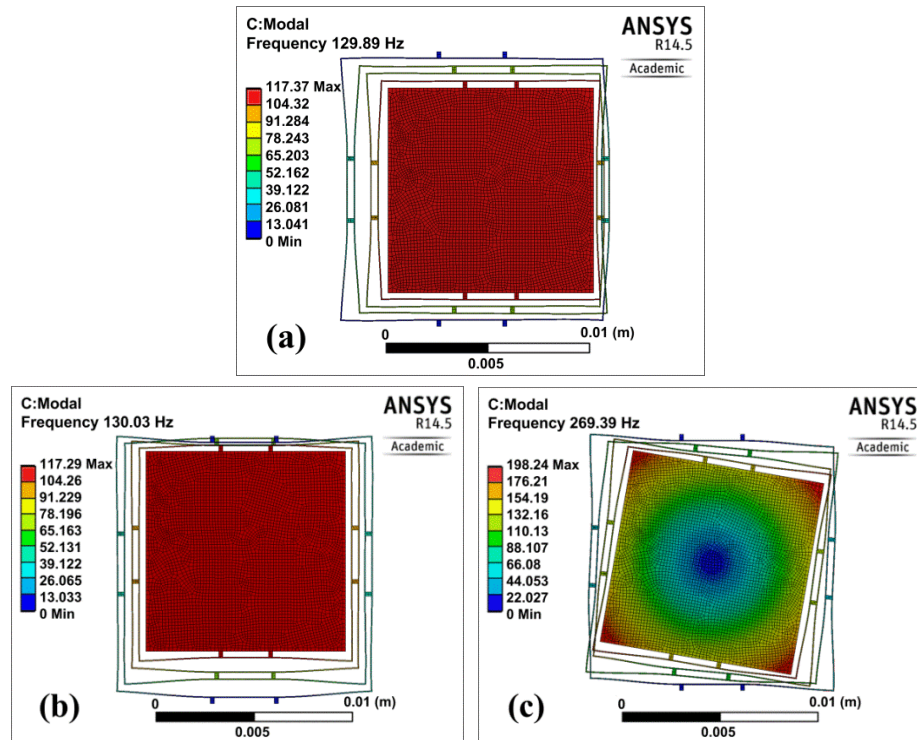 C:Modal
Frequency 129.89 Hz
ANSYS
R14.5
Academic
117.37 Max
104.32
91.284
78.243
65.203
52.162
39.122
26.081
13.041
0 Min
(a)
0
0.01 (m)
0.005
C:Modal
Frequency 130.03 Hz
ANSYS
R14.5
Academic
117.29 Max
104.26
91.229
78.196
65.163
52.131
39.122
26.065
13.033
0 Min
(b)
0
0.01 (m)
0.005
C:Modal
Frequency 269.39 Hz
ANSYS
R14.5
Academic
198.24 Max
176.21
154.19
132.16
110.13
88.107
66.08
44.053
22.027
0 Min
(c)
0
0.01 (m)
0.005